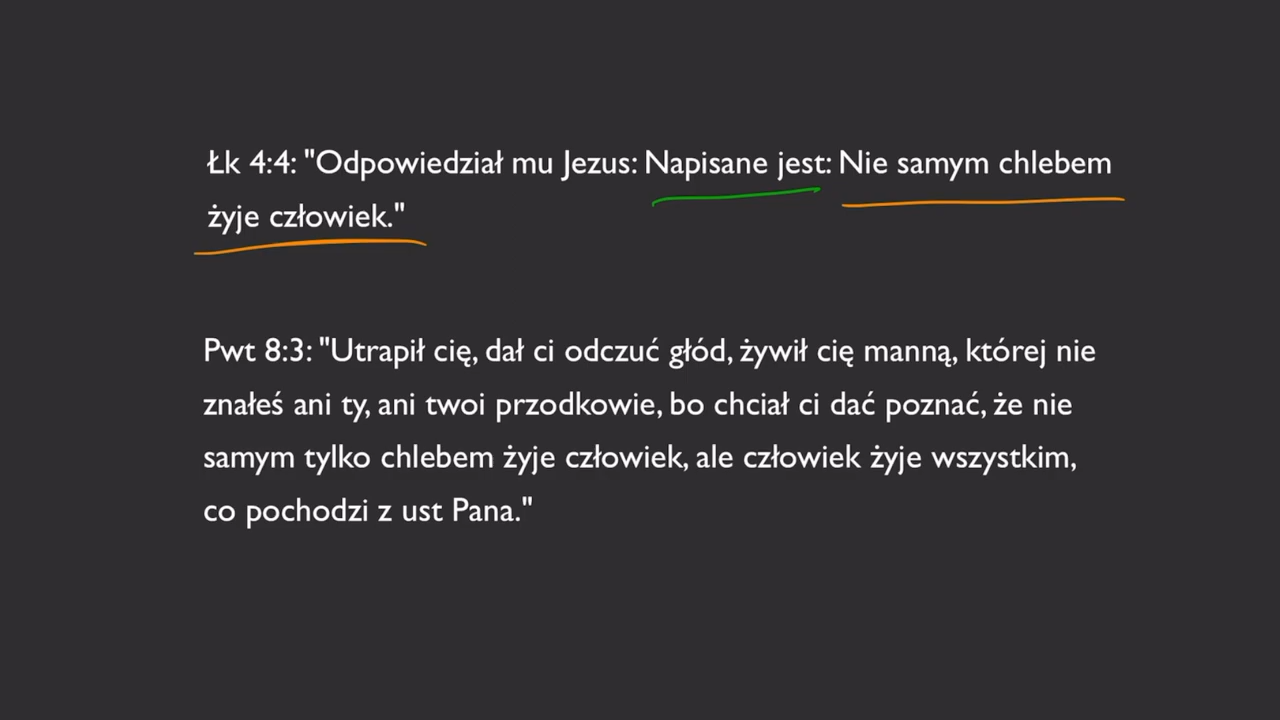 Łk 4:4: "Odpowiedział mu Jezus: Napisane jest: Nie samym chlebem
żyje człowiek."
Pwt 8:3: "Utrapił cię, dał ci odczuć głód, żywił cię manną, której nie
znałeś ani ty, ani twoi przodkowie, bo chciał ci dać poznać, że nie
samym tylko chlebem żyje człowiek, ale człowiek żyje wszystkim,
co pochodzi z ust Pana."